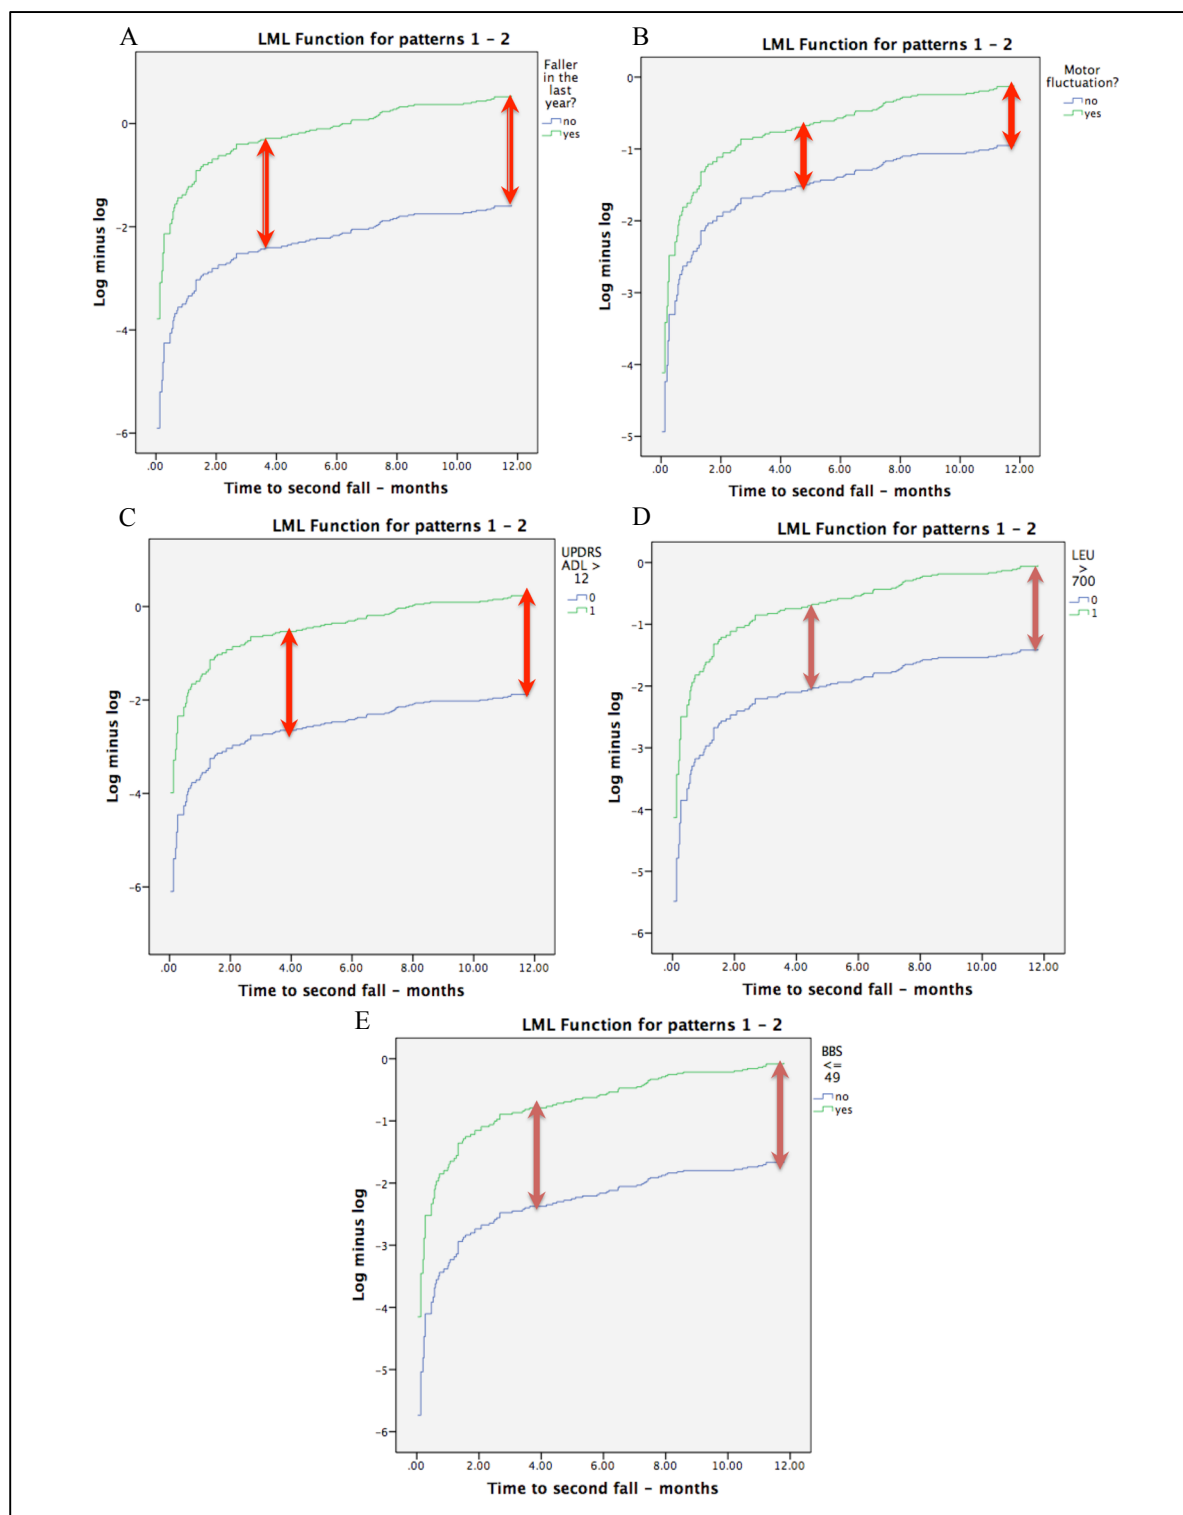 A
LML Function for patterns 1 – 2
Faller
in the
last
year?
no
yes
0
−2
−4
−6
Log minus log
.00 2.00 4.00 6.00 8.00 10.00 12.00
Time to second fall – months
B
LML Function for patterns 1 – 2
Motor
fluctuation?
no
yes
0
−1
−2
−3
−4
−5
Log minus log
.00 2.00 4.00 6.00 8.00 10.00 12.00
Time to second fall – months
C
LML Function for patterns 1 – 2
UPDRS
ADL >
12
0
1
0
−2
−4
−6
Log minus log
.00 2.00 4.00 6.00 8.00 10.00 12.00
Time to second fall – months
D
LML Function for patterns 1 – 2
LEU
>
700
0
1
0
−1
−2
−3
−4
−5
−6
Log minus log
.00 2.00 4.00 6.00 8.00 10.00 12.00
Time to second fall – months
E
LML Function for patterns 1 – 2
BBS
<=
49
no
yes
0
−1
−2
−3
−4
−5
−6
Log minus log
.00 2.00 4.00 6.00 8.00 10.00 12.00
Time to second fall – months